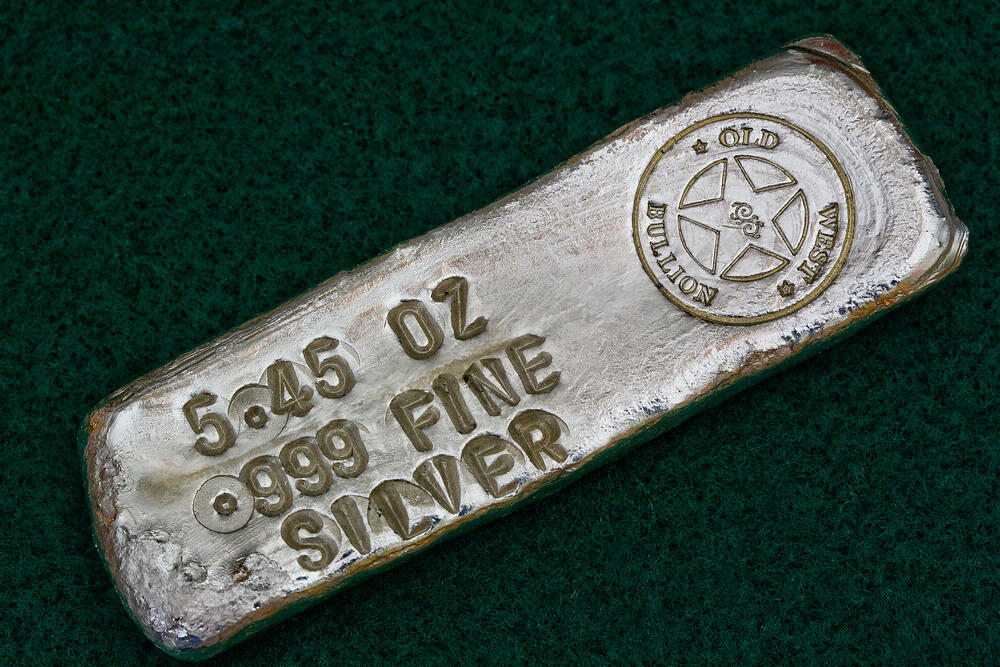 OLD WEST BULLION
5.45 OZ
.999 FINE
SILVER